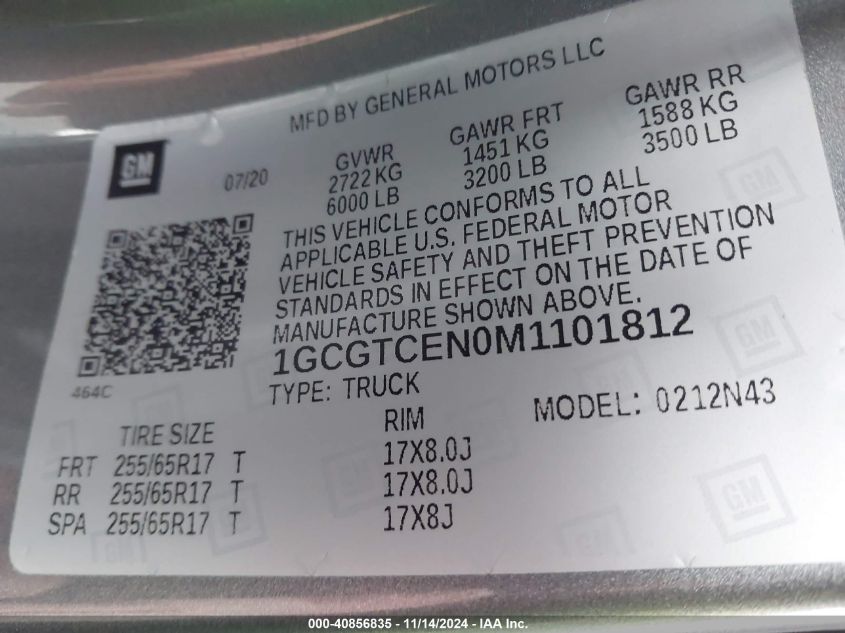 MFD BY GENERAL MOTORS LLC
GM
07/20
GVWR GAWR FRT GAWR RR
2722 KG 1451 KG 1588 KG
6000 LB 3200 LB 3500 LB
THIS VEHICLE CONFORMS TO ALL
APPLICABLE U.S. FEDERAL MOTOR
VEHICLE SAFETY AND THEFT PREVENTION
STANDARDS IN EFFECT ON THE DATE OF
MANUFACTURE SHOWN ABOVE.
1GCGTCEN0M1101812
464C
TYPE: TRUCK MODEL: 0212N43
TIRE SIZE RIM
FRT 255/65R17 T 17X8.0J
RR 255/65R17 T 17X8.0J
SPA 255/65R17 T 17X8J
GM
GM
GM
GM
000-40856835 - 11/14/2024 - IAA Inc.